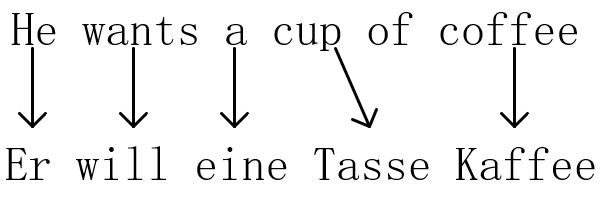 He wants a cup of coffee
Er will eine Tasse Kaffee